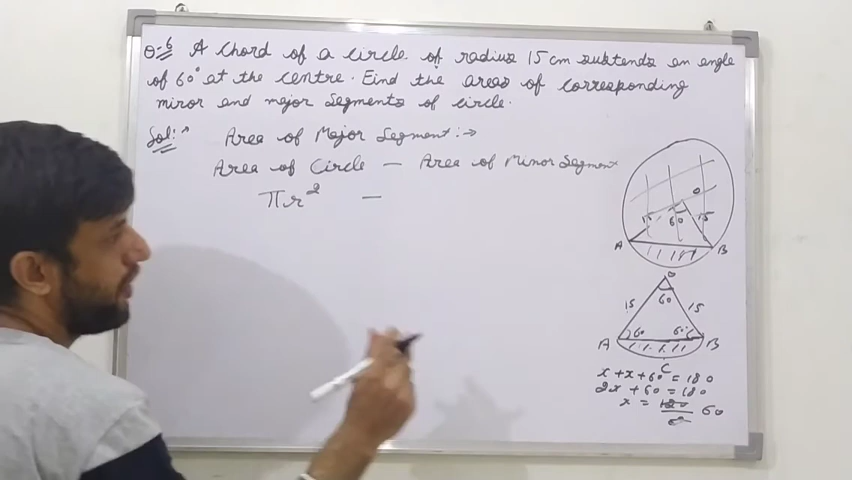 Q-6 A Chord of a circle of radius 15 cm subtends an angle
of 60° at the centre. Find the areas of corresponding
minor and major segments of circle.
Sol:→ Area of Major Segment:→
Area of Circle — Area of Minor Segment
πr² —
O
15 60 15
A B
O
60
15 15
60 60
A B
C
x + x + 60° = 180
2x + 60 = 180
x = 120 60